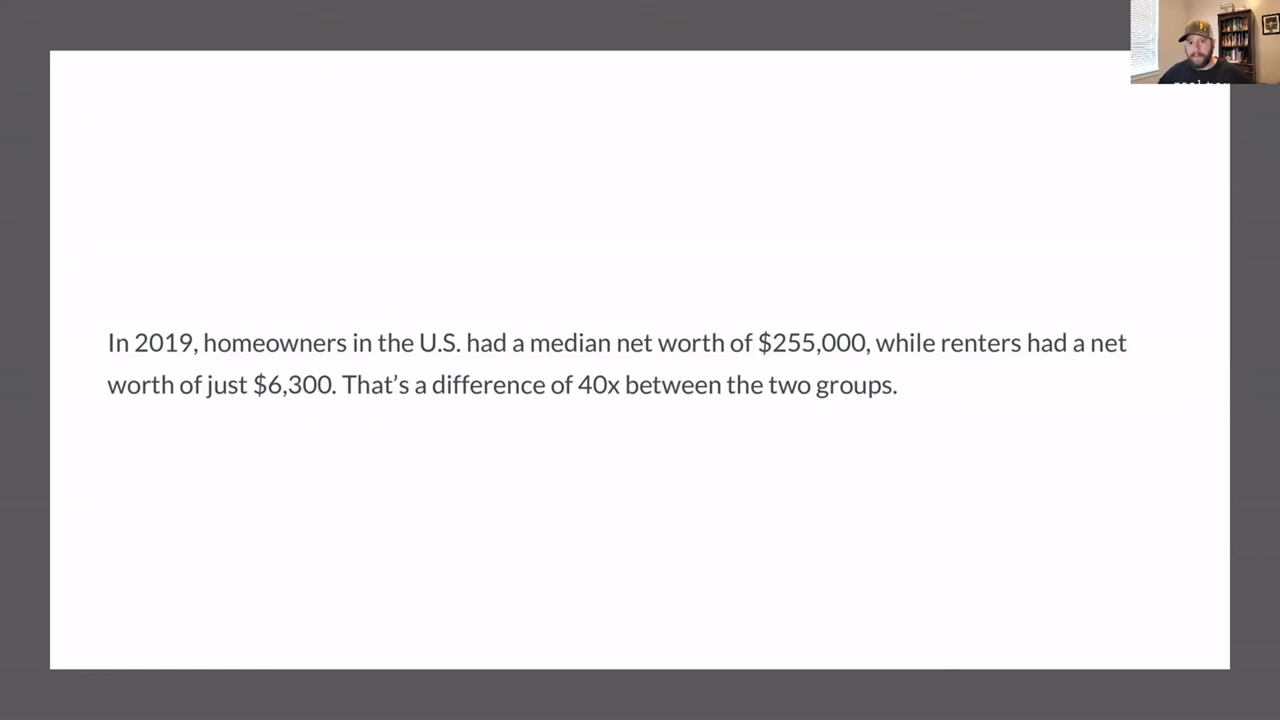 In 2019, homeowners in the U.S. had a median net worth of $255,000, while renters had a net
worth of just $6,300. That’s a difference of 40x between the two groups.